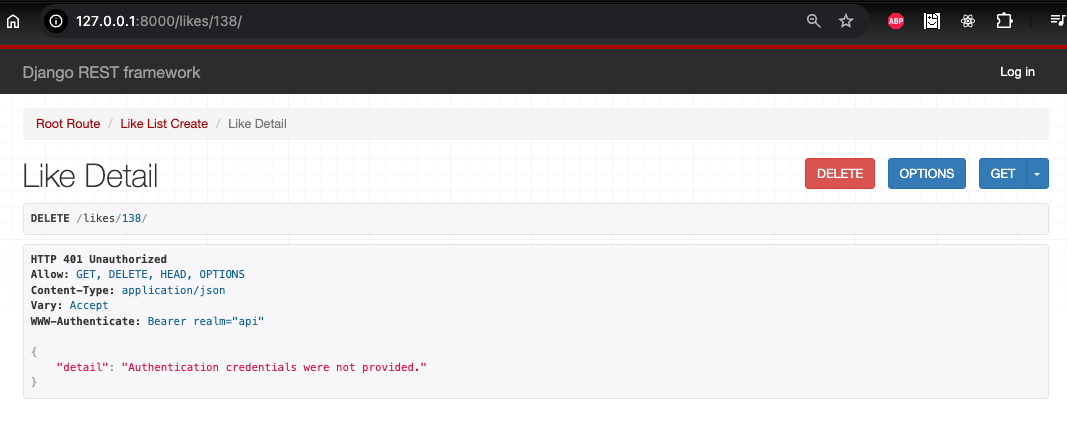 127.0.0.1:8000/likes/138/
ABP
Django REST framework
Log in
Root Route / Like List Create / Like Detail
Like Detail
DELETE
OPTIONS
GET
DELETE /likes/138/
HTTP 401 Unauthorized
Allow: GET, DELETE, HEAD, OPTIONS
Content-Type: application/json
Vary: Accept
WWW-Authenticate: Bearer realm="api"
{
"detail": "Authentication credentials were not provided."
}